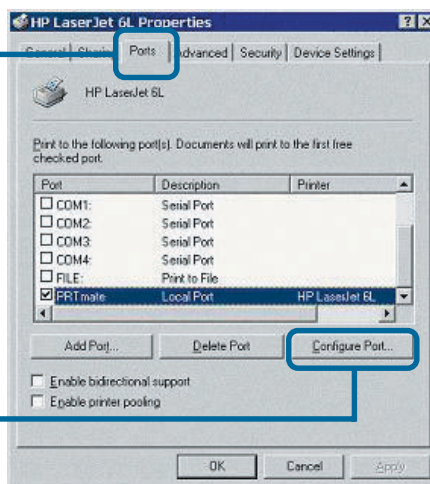 HP LaserJet 6L Properties
General Sharing Ports Advanced Security Device Settings
HP LaserJet 6L
Print to the following port(s). Documents will print to the first free
checked port.
Port Description Printer
COM1: Serial Port
COM2: Serial Port
COM3: Serial Port
COM4: Serial Port
FILE: Print to File
PRTmate Local Port HP LaserJet 6L
Add Port... Delete Port Configure Port...
Enable bidirectional support
Enable printer pooling
OK Cancel Apply